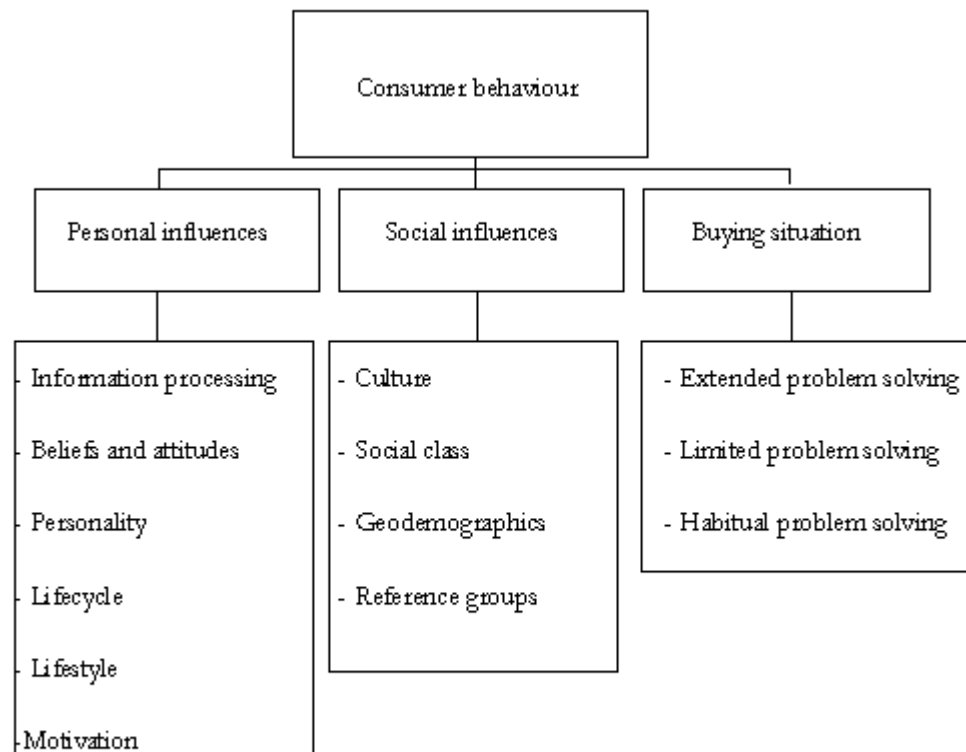 Consumer behaviour
Personal influences
Social influences
Buying situation
- Information processing
- Beliefs and attitudes
- Personality
- Lifecycle
- Lifestyle
-Motivation
- Culture
- Social class
- Geodemographics
- Reference groups
- Extended problem solving
- Limited problem solving
- Habitual problem solving